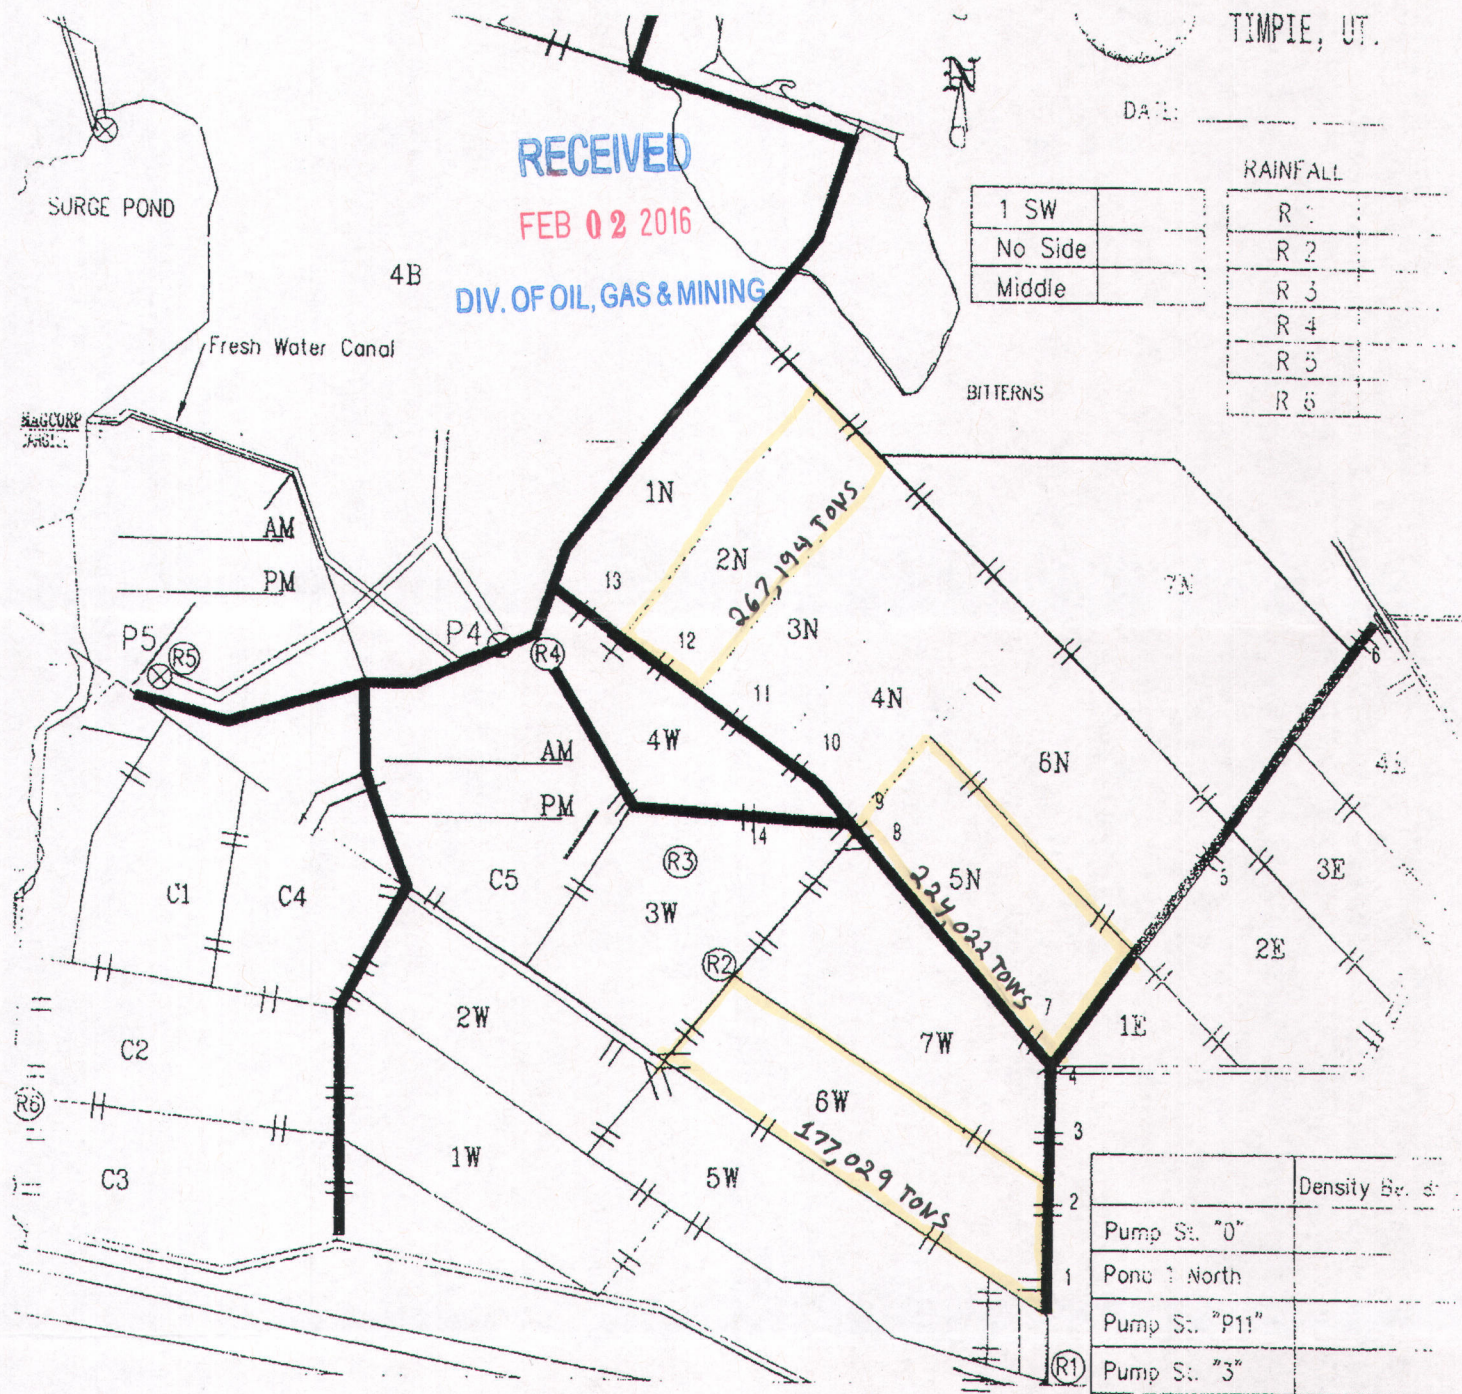 TIMPIE, UT.
DATE:
RECEIVED
FEB 02 2016
DIV. OF OIL, GAS & MINING
SURGE POND
4B
Fresh Water Canal
MAGCORP
N
1 SW
No Side
Middle
RAINFALL
R 1
R 2
R 3
R 4
R 5
R 6
BITTERNS
AM
PM
P5
R5
P4
R4
1N
2N
267,194 TONS
3N
4N
5N
224,022 TONS
6N
7N
13
12
11
10
9
8
7
6
5
4
3
2
1
4W
AM
PM
4
C1
C4
C5
R3
3W
R2
4E
3E
2E
1E
C2
2W
7W
6W
177,029 TONS
R6
C3
1W
5W
R1
Density
Pump St. "0"
Pond 1 North
Pump St. "P11"
Pump St. "3"